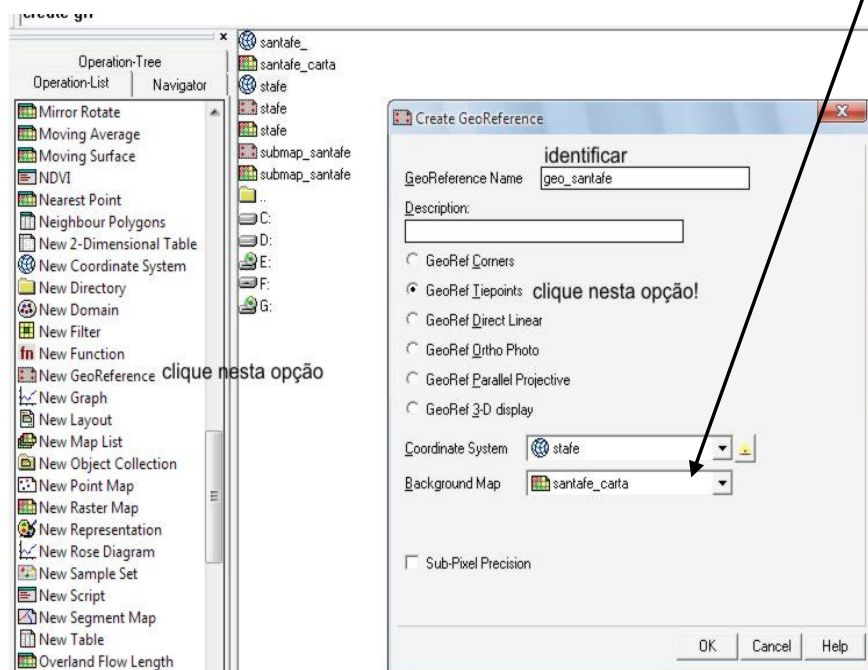 create grf
x
Operation-Tree
Operation-List Navigator
Mirror Rotate
Moving Average
Moving Surface
NDVI
Nearest Point
Neighbour Polygons
New 2-Dimensional Table
New Coordinate System
New Directory
New Domain
New Filter
fn New Function
New GeoReference clique nesta opção
New Graph
New Layout
New Map List
New Object Collection
New Point Map
New Raster Map
New Representation
New Rose Diagram
New Sample Set
New Script
New Segment Map
New Table
Overland Flow Length
santafe_
santafe_carta
stafe
stafe
stafe
submap_santafe
submap_santafe
..
C:
D:
E:
F:
G:
Create GeoReference
identificar
GeoReference Name geo_santafe
Description:
GeoRef Corners
GeoRef Tiepoints clique nesta opção!
GeoRef Direct Linear
GeoRef Ortho Photo
GeoRef Parallel Projective
GeoRef 3-D display
Coordinate System stafe
Background Map santafe_carta
Sub-Pixel Precision
OK Cancel Help